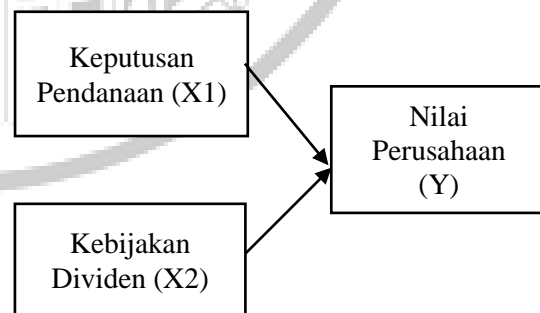 Keputusan
Pendanaan (X1)
Nilai
Perusahaan
(Y)
Kebijakan
Dividen (X2)